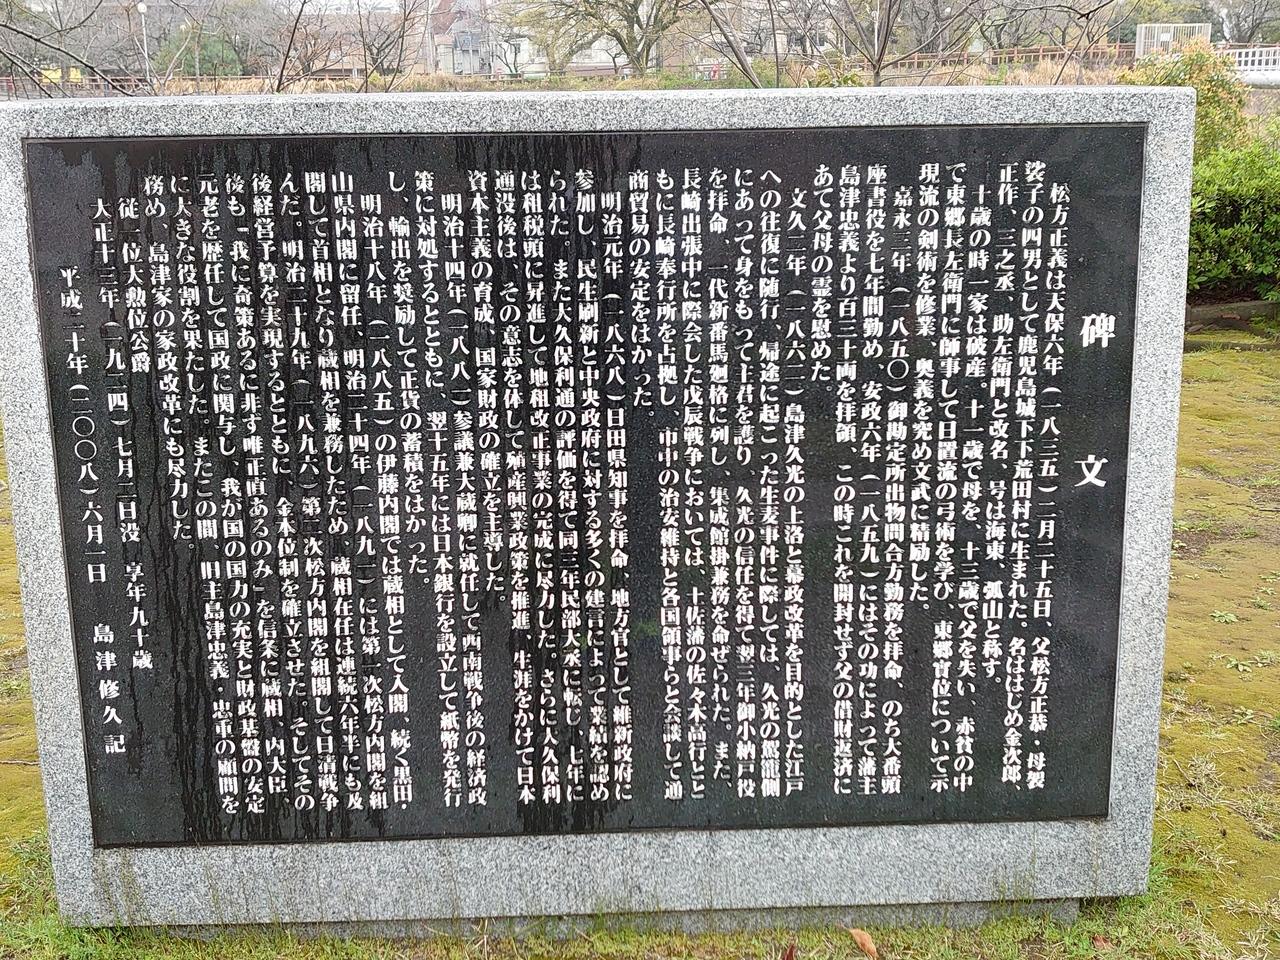 碑文
松方正義は天保六年(一八三五)二月二十五日、父松方正恭・母袈
裟子の四男として鹿児島城下下荒田村に生まれた。名ははじめ金次郎、
正作、三之丞、助左衛門と改名、号は海東、孤山と称す。
十歳の時一家は破産。十一歳で母を、十三歳で父を失い、赤貧の中
で東郷長左衛門に師事して日置流の弓術を学び、東郷實位について示
現流の剣術を修業、奥義を究め文武に精励した。
嘉永三年(一八五〇)御勘定所出物問合方勤務を拝命、のち大番頭
座書役を七年間勤め、安政六年(一八五九)にはその功によって藩主
島津忠義より百三十両を拝領、この時これを開封せず父の借財返済に
あて父母の霊を慰めた。
文久二年(一八六二)島津久光の上洛と幕政改革を目的とした江戸
への往復に随行、帰途に起こった生麦事件に際しては、久光の駕籠側
にあって身をもって主君を護り、久光の信任を得て翌三年御小納戸役
を拝命、一代新番馬廻格に列し、集成館掛兼務を命ぜられた。また、
長崎出張中に際会した戊辰戦争においては、土佐藩の佐々木高行とと
もに長崎奉行所を占拠し、市中の治安維持と各国領事らと会談して通
商貿易の安定をはかった。
明治元年(一八六八)日田県知事を拝命、地方官として維新政府に
参加し、民生刷新と中央政府に対する多くの建言によって業績を認め
られた。また大久保利通の評価を得て同三年民部大丞に転じ、七年に
は租税頭に昇進して地租改正事業の完成に尽力した。さらに大久保利
通没後は、その意志を体して殖産興業政策を推進、生涯をかけて日本
資本主義の育成、国家財政の確立を主導した。
明治十四年(一八八一)参議兼大蔵卿に就任して西南戦争後の経済政
策に対処するとともに、翌十五年には日本銀行を設立して紙幣を発行
し、輸出を奨励して正貨の蓄積をはかった。
明治十八年(一八八五)の伊藤内閣では蔵相として入閣、続く黒田・
山県内閣に留任、明治二十四年(一八九一)には第一次松方内閣を組
閣して首相となり蔵相を兼務したため、蔵相在任は連続六年半にも及
んだ。明治二十九年(一八九六)第二次松方内閣を組閣して日清戦争
後経営予算を実現するとともに、金本位制を確立させた。そしてその
後も「我に奇策あるに非ず唯正直あるのみ」を信条に蔵相、内大臣、
元老を歴任して国政に関与し、我が国の国力の充実と財政基盤の安定
に大きな役割を果たした。またこの間、旧主島津忠義・忠重の顧問を
務め、島津家の家政改革にも尽力した。
従一位大勲位公爵
大正十三年(一九二四)七月二日没 享年九十歳
平成二十年(二〇〇八)六月一日 島津修久記